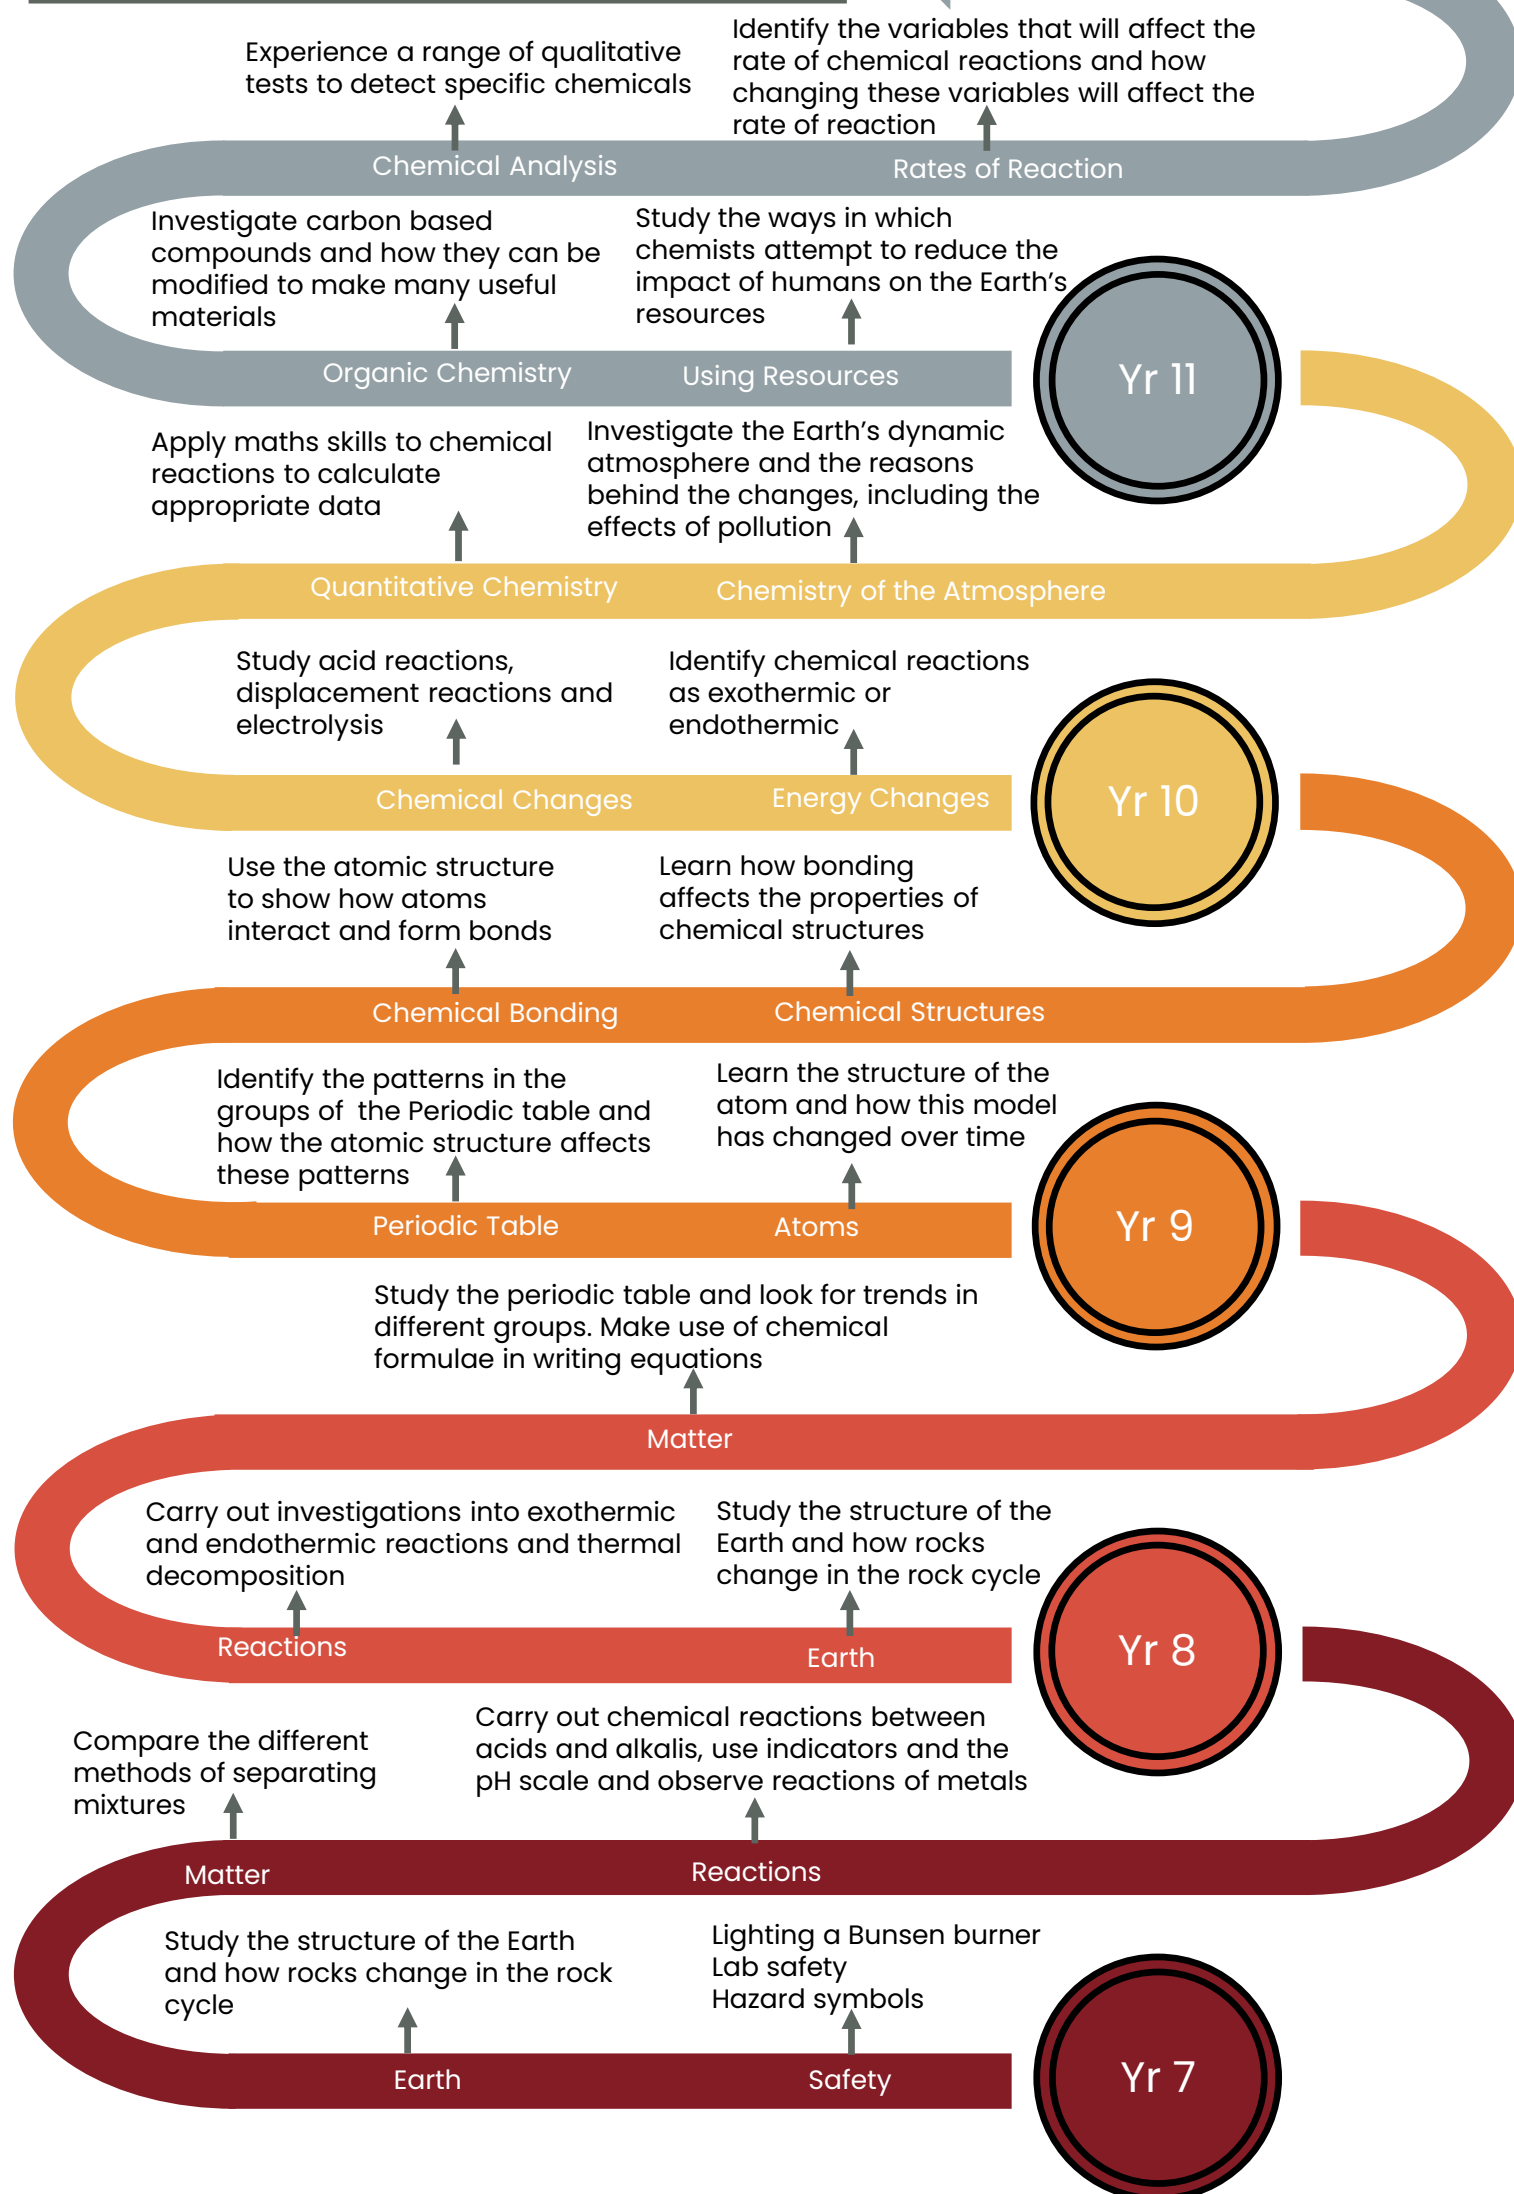 Experience a range of qualitative
tests to detect specific chemicals
Identify the variables that will affect the
rate of chemical reactions and how
changing these variables will affect the
rate of reaction
Chemical Analysis
Rates of Reaction
Investigate carbon based
compounds and how they can be
modified to make many useful
materials
Study the ways in which
chemists attempt to reduce the
impact of humans on the Earth's
resources
Organic Chemistry
Using Resources
Yr 11
Apply maths skills to chemical
reactions to calculate
appropriate data
Investigate the Earth's dynamic
atmosphere and the reasons
behind the changes, including the
effects of pollution
Quantitative Chemistry
Chemistry of the Atmosphere
Study acid reactions,
displacement reactions and
electrolysis
Identify chemical reactions
as exothermic or
endothermic
Chemical Changes
Energy Changes
Yr 10
Use the atomic structure
to show how atoms
interact and form bonds
Learn how bonding
affects the properties of
chemical structures
Chemical Bonding
Chemical Structures
Identify the patterns in the
groups of  the Periodic table and
how the atomic structure affects
these patterns
Learn the structure of the
atom and how this model
has changed over time
Periodic Table
Atoms
Yr 9
Study the periodic table and look for trends in
different groups. Make use of chemical
formulae in writing equations
Matter
Carry out investigations into exothermic
and endothermic reactions and thermal
decomposition
Study the structure of the
Earth and how rocks
change in the rock cycle
Reactions
Earth
Yr 8
Compare the different
methods of separating
mixtures
Carry out chemical reactions between
acids and alkalis, use indicators and the
pH scale and observe reactions of metals
Matter
Reactions
Study the structure of the Earth
and how rocks change in the rock
cycle
Lighting a Bunsen burner
Lab safety
Hazard symbols
Earth
Safety
Yr 7